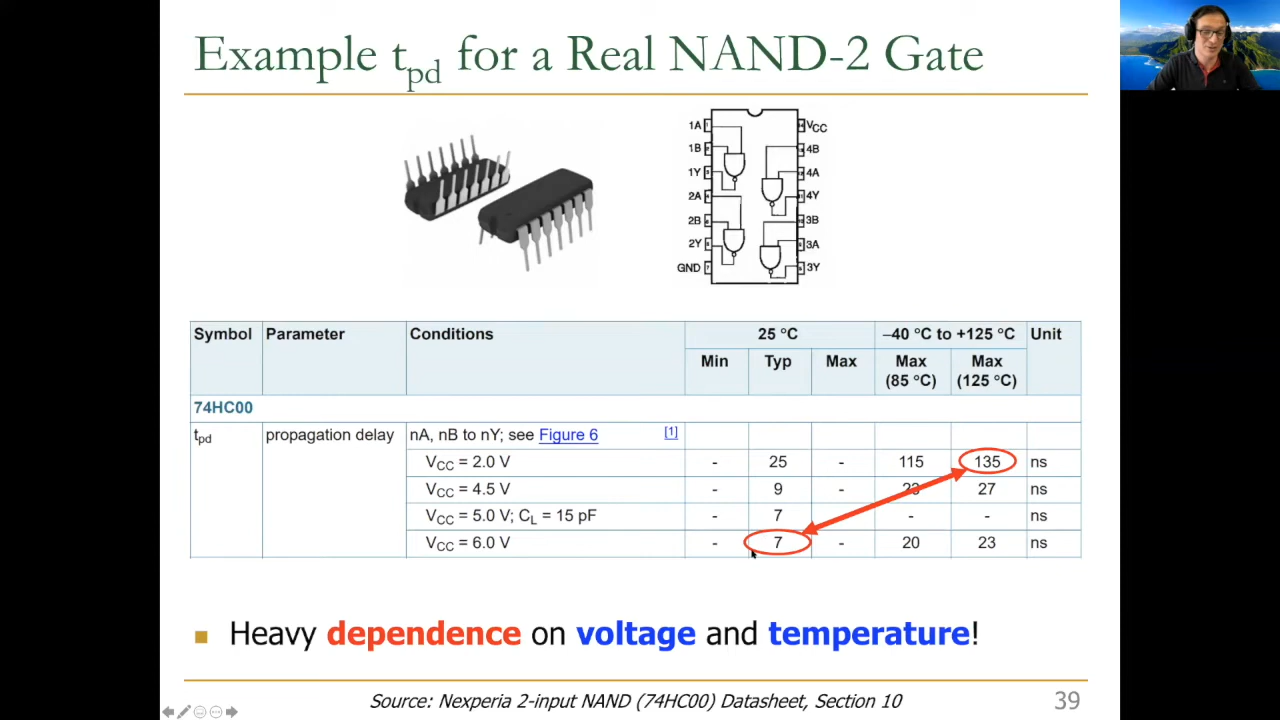 Example tpd for a Real NAND-2 Gate
1A
1B
1Y
2A
2B
2Y
GND
VCC
4B
4A
4Y
3B
3A
3Y
Symbol Parameter Conditions 25 °C –40 °C to +125 °C Unit
Min Typ Max Max (85 °C) Max (125 °C)
74HC00
tpd propagation delay nA, nB to nY; see Figure 6 [1]
VCC = 2.0 V - 25 - 115 135 ns
VCC = 4.5 V - 9 - 23 27 ns
VCC = 5.0 V; CL = 15 pF - 7 - - ns
VCC = 6.0 V - 7 - 20 23 ns
Heavy dependence on voltage and temperature!
Source: Nexperia 2-input NAND (74HC00) Datasheet, Section 10
39